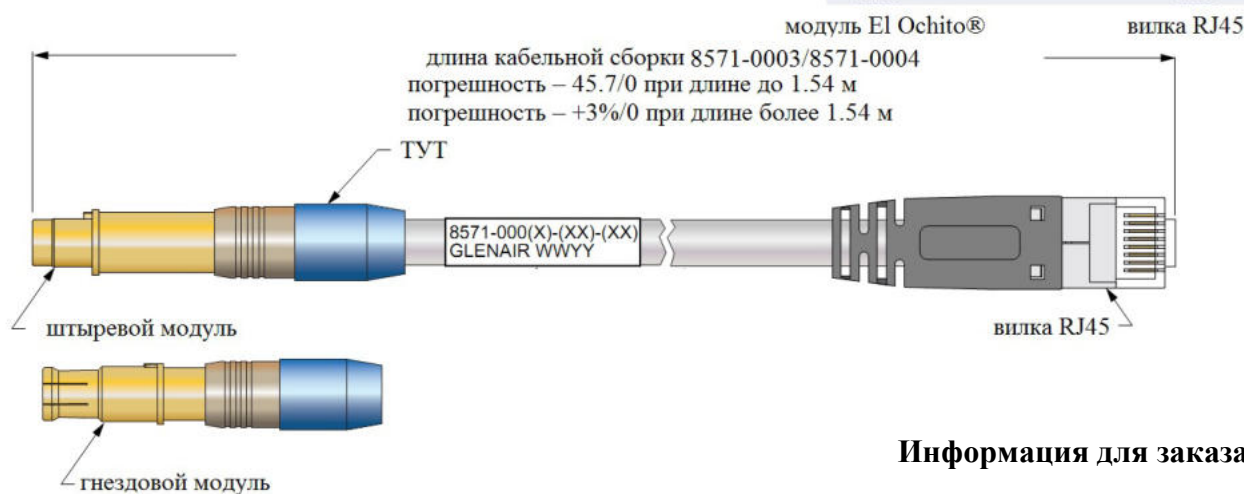 модуль El Ochito® вилка RJ45
длина кабельной сборки 8571-0003/8571-0004
погрешность – 45.7/0 при длине до 1.54 м
погрешность – +3%/0 при длине более 1.54 м
ТУТ
8571-000(X)-(XX)-(XX)
GLENAIR WWYY
штыревой модуль
вилка RJ45
Информация для заказа
гнездовой модуль